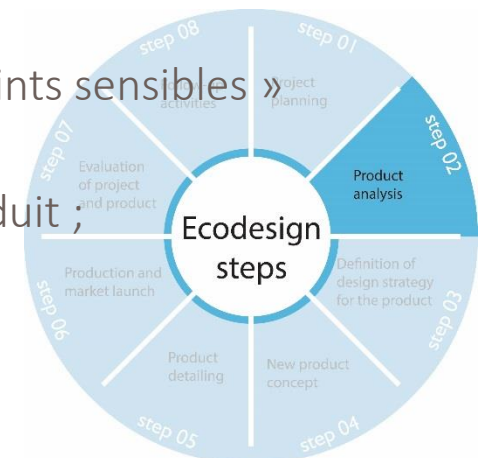 ints sensibles »
duit ;
Ecodesign
steps
step 01
Project
planning
step 02
Product
analysis
step 03
Definition of
design strategy
for the product
step 04
New product
concept
step 05
Product
detailing
step 06
Production and
market launch
step 07
Evaluation
of project
and product
step 08
activities